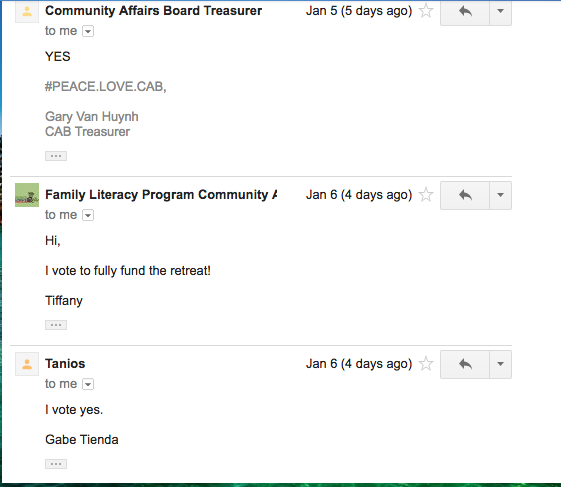 Community Affairs Board Treasurer Jan 5 (5 days ago)
to me
YES
#PEACE.LOVE.CAB,
Gary Van Huynh
CAB Treasurer
Family Literacy Program Community A Jan 6 (4 days ago)
to me
Hi,
I vote to fully fund the retreat!
Tiffany
Tanios Jan 6 (4 days ago)
to me
I vote yes.
Gabe Tienda